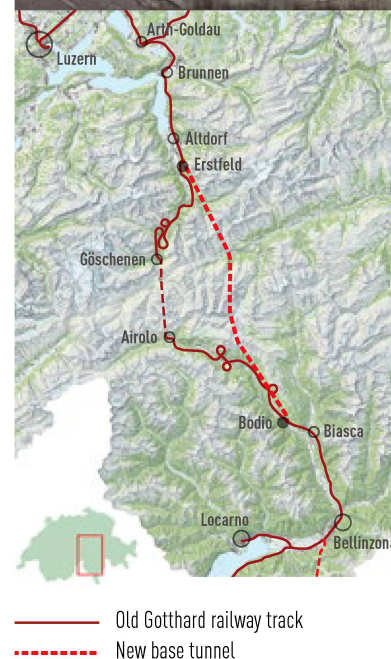 Arth-Goldau
Luzern
Brunnen
Altdorf
Erstfeld
Göschenen
Airolo
Bodio
Biasca
Locarno
Bellinzona
Old Gotthard railway track
New base tunnel